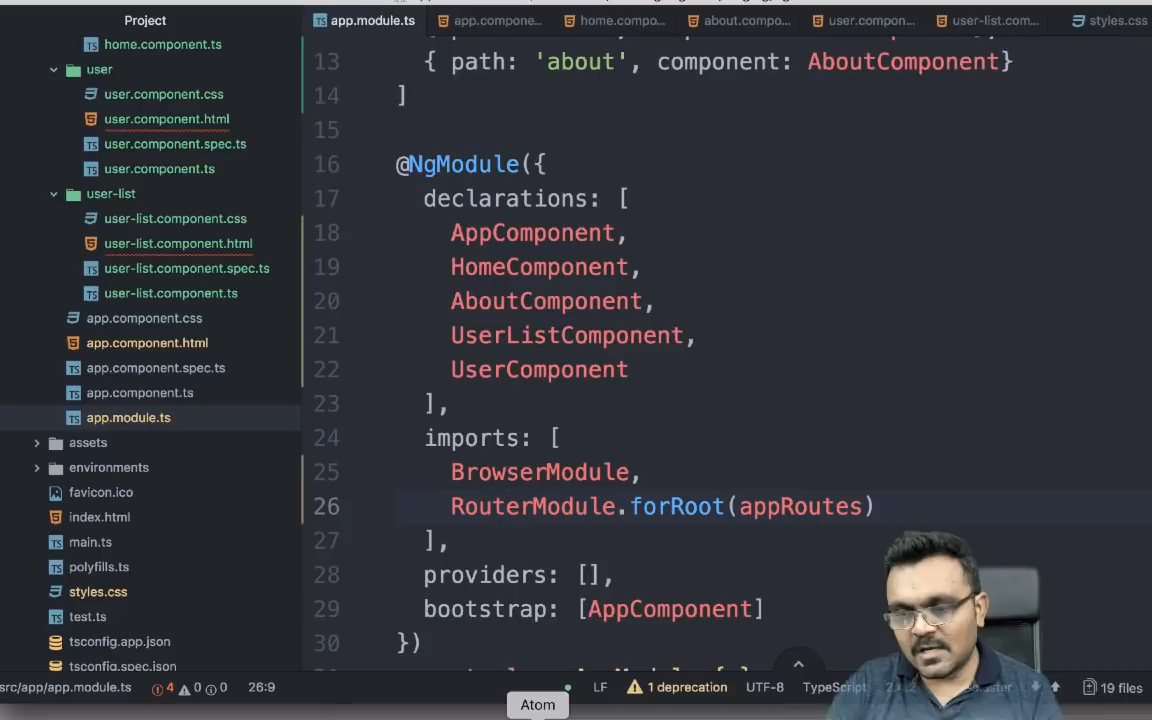 Project
home.component.ts
user
user.component.css
user.component.html
user.component.spec.ts
user.component.ts
user-list
user-list.component.css
user-list.component.html
user-list.component.spec.ts
user-list.component.ts
app.component.css
app.component.html
app.component.spec.ts
app.component.ts
app.module.ts
assets
environments
favicon.ico
index.html
main.ts
polyfills.ts
styles.css
test.ts
tsconfig.app.json
tsconfig.spec.json
app.module.ts app.compone... home.compo... about.compo... user.compon... user-list.com... styles.css
13 { path: 'about', component: AboutComponent}
14 ]
15
16 @NgModule({
17 declarations: [
18 AppComponent,
19 HomeComponent,
20 AboutComponent,
21 UserListComponent,
22 UserComponent
23 ],
24 imports: [
25 BrowserModule,
26 RouterModule.forRoot(appRoutes)
27 ],
28 providers: [],
29 bootstrap: [AppComponent]
30 })
src/app/app.module.ts 4 0 0 26:9 LF 1 deprecation UTF-8 TypeScript 19 files
Atom